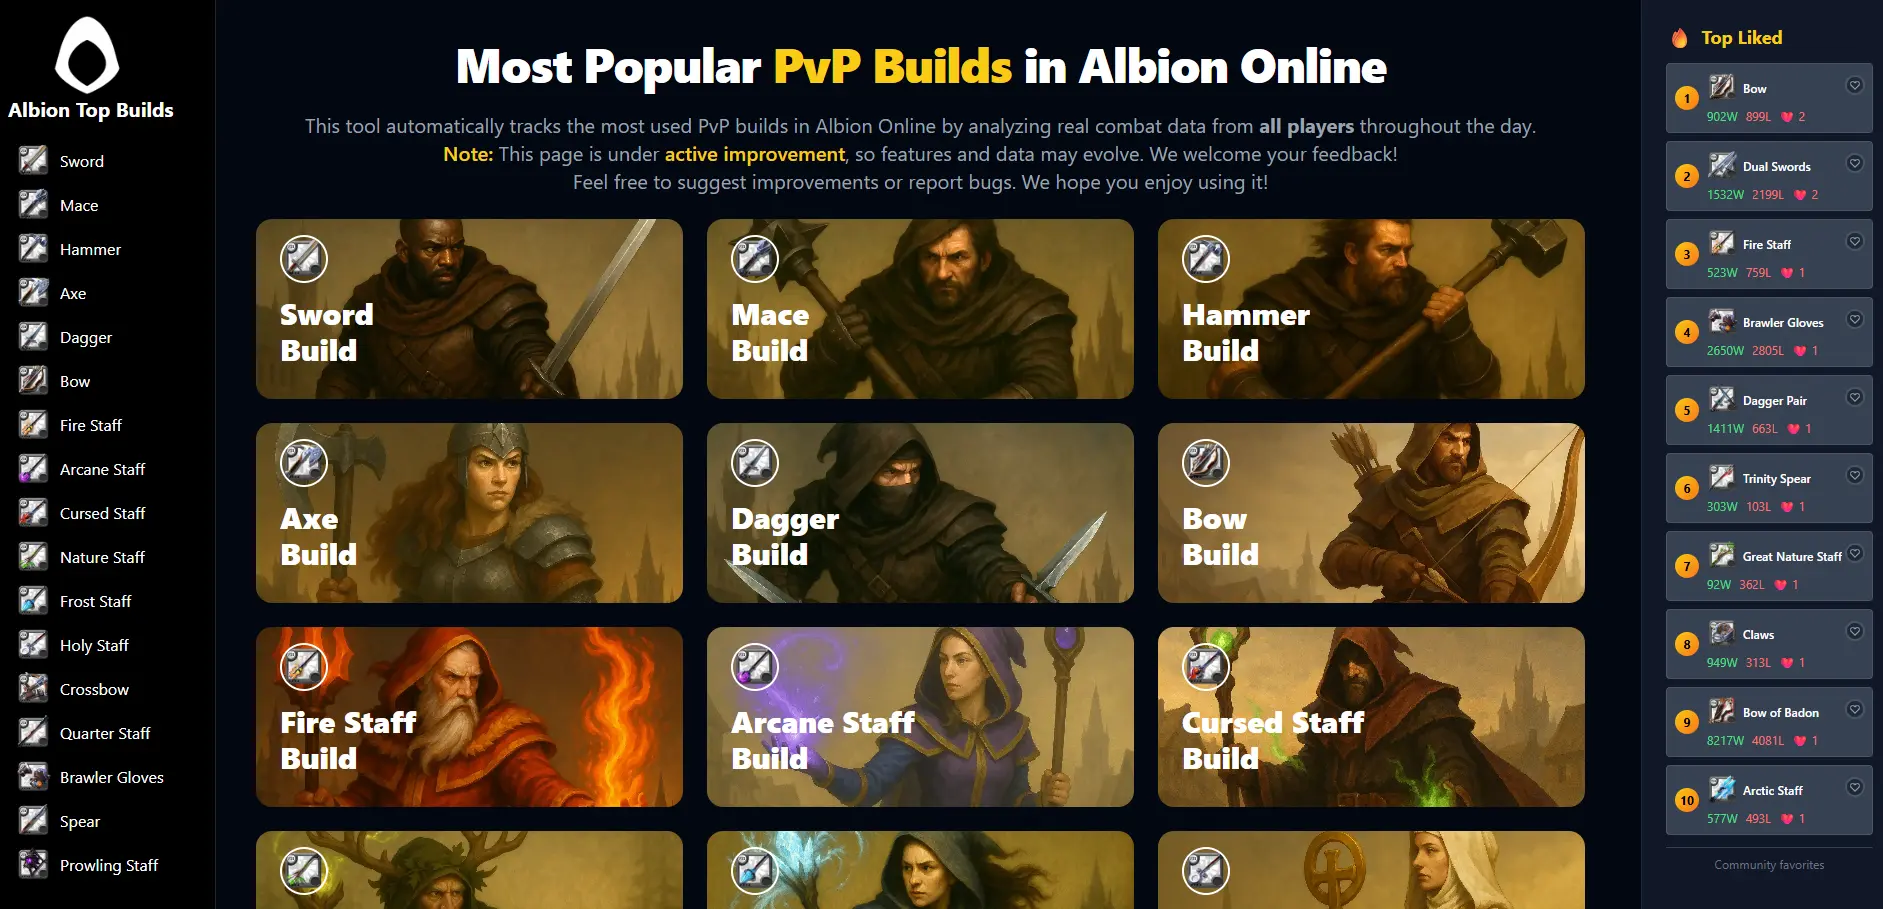 Albion Top Builds
Sword
Mace
Hammer
Axe
Dagger
Bow
Fire Staff
Arcane Staff
Cursed Staff
Nature Staff
Frost Staff
Holy Staff
Crossbow
Quarter Staff
Brawler Gloves
Spear
Prowling Staff
Most Popular PvP Builds in Albion Online
This tool automatically tracks the most used PvP builds in Albion Online by analyzing real combat data from all players throughout the day.
Note: This page is under active improvement, so features and data may evolve. We welcome your feedback!
Feel free to suggest improvements or report bugs. We hope you enjoy using it!
Sword
Build
Mace
Build
Hammer
Build
Axe
Build
Dagger
Build
Bow
Build
Fire Staff
Build
Arcane Staff
Build
Cursed Staff
Build
Top Liked
1
Bow
902W 899L 2
2
Dual Swords
1532W 2199L 2
3
Fire Staff
523W 759L 1
4
Brawler Gloves
2650W 2805L 1
5
Dagger Pair
1411W 663L 1
6
Trinity Spear
303W 103L 1
7
Great Nature Staff
92W 362L 1
8
Claws
949W 313L 1
9
Bow of Badon
8217W 4081L 1
10
Arctic Staff
577W 493L 1
Community favorites